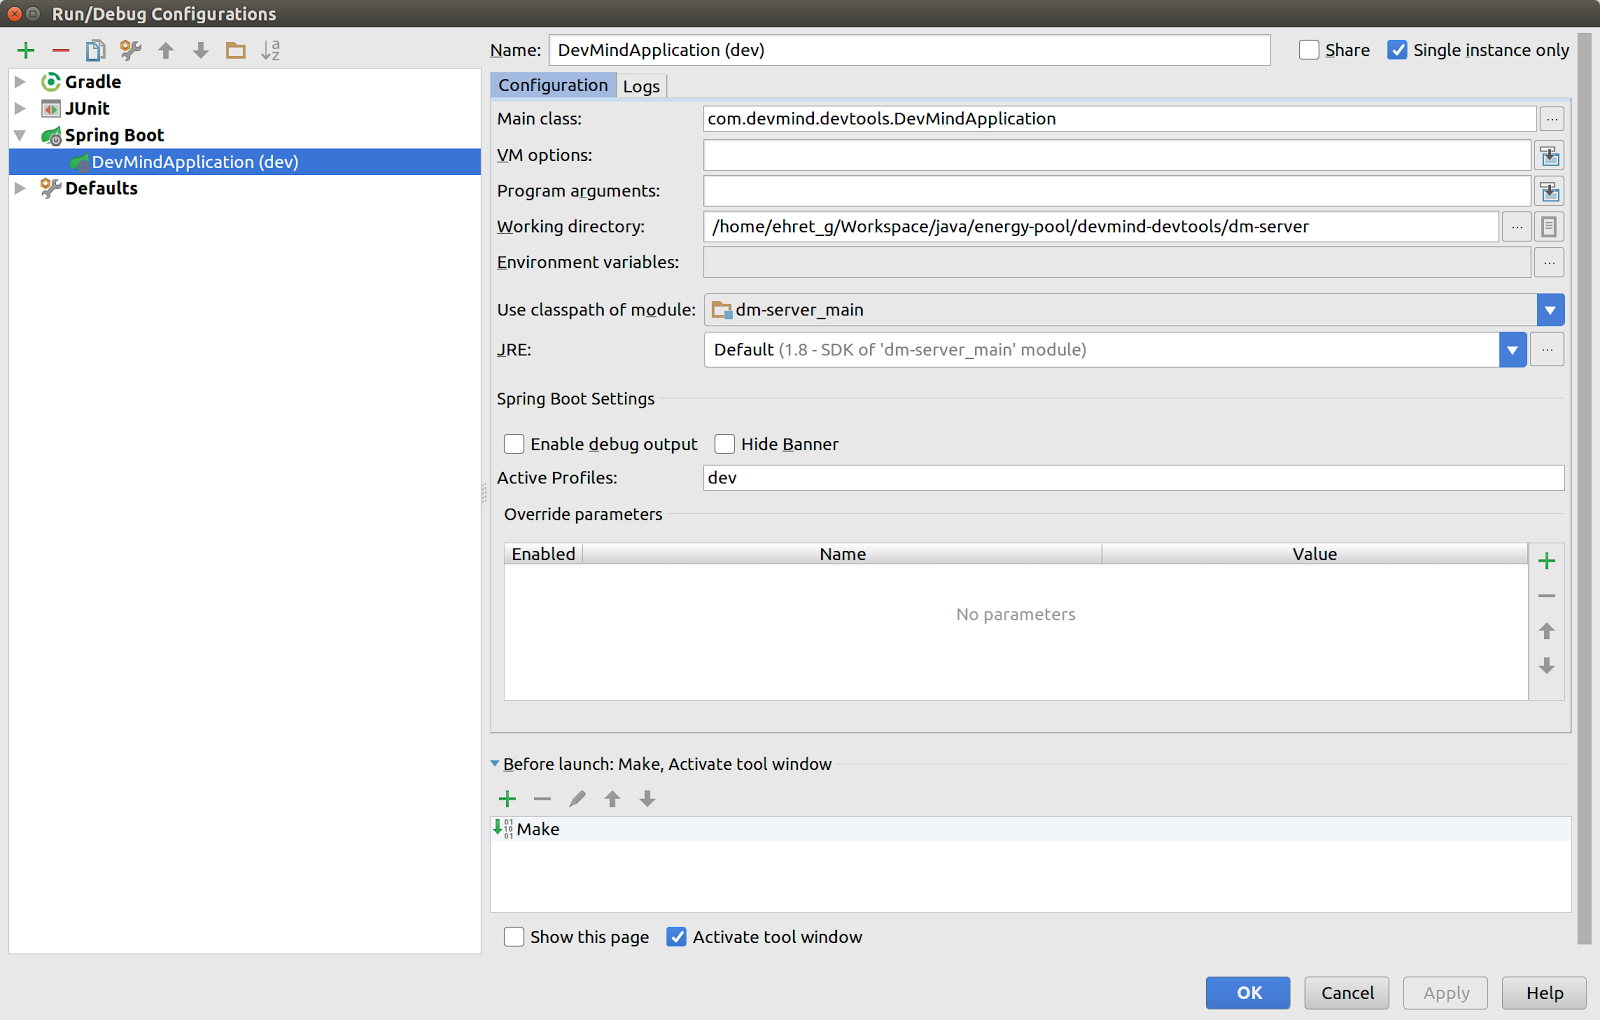 Run/Debug Configurations
Name: DevMindApplication (dev) Share Single instance only
Gradle
JUnit
Spring Boot
DevMindApplication (dev)
Defaults
Configuration Logs
Main class: com.devmind.devtools.DevMindApplication ...
VM options:
Program arguments:
Working directory: /home/ehret_g/Workspace/java/energy-pool/devmind-devtools/dm-server ...
Environment variables: ...
Use classpath of module: dm-server_main
JRE: Default (1.8 - SDK of 'dm-server_main' module) ...
Spring Boot Settings
Enable debug output Hide Banner
Active Profiles: dev
Override parameters
Enabled Name Value
No parameters
Before launch: Make, Activate tool window
Make
Show this page Activate tool window
OK Cancel Apply Help